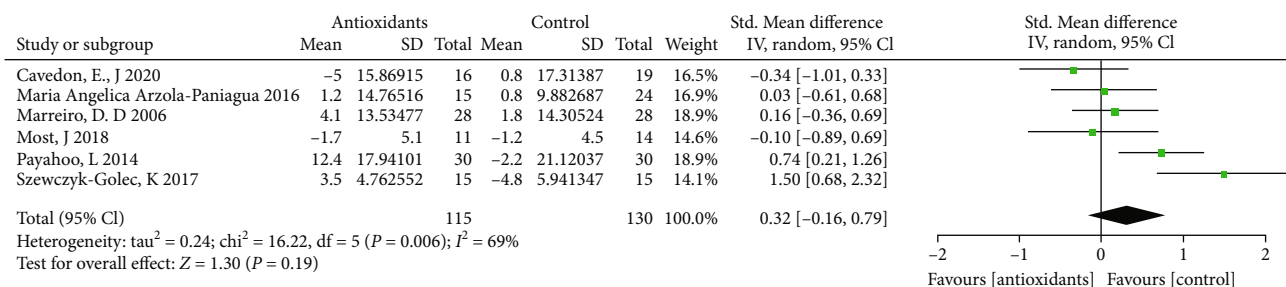 Antioxidants Control Std. Mean difference Std. Mean difference
Study or subgroup Mean SD Total Mean SD Total Weight IV, random, 95% Cl IV, random, 95% Cl
Cavedon, E., J 2020 –5 15.86915 16 0.8 17.31387 19 16.5% –0.34 [–1.01, 0.33]
Maria Angelica Arzola-Paniagua 2016 1.2 14.76516 15 0.8 9.882687 24 16.9% 0.03 [–0.61, 0.68]
Marreiro, D. D 2006 4.1 13.53477 28 1.8 14.30524 28 18.9% 0.16 [–0.36, 0.69]
Most, J 2018 –1.7 5.1 11 –1.2 4.5 14 14.6% –0.10 [–0.89, 0.69]
Payahoo, L 2014 12.4 17.94101 30 –2.2 21.12037 30 18.9% 0.74 [0.21, 1.26]
Szewczyk-Golec, K 2017 3.5 4.762552 15 –4.8 5.941347 15 14.1% 1.50 [0.68, 2.32]
Total (95% Cl) 115 130 100.0% 0.32 [–0.16, 0.79]
Heterogeneity: tau² = 0.24; chi² = 16.22, df = 5 (P = 0.006); I² = 69%
Test for overall effect: Z = 1.30 (P = 0.19)
–2 –1 0 1 2
Favours [antioxidants] Favours [control]